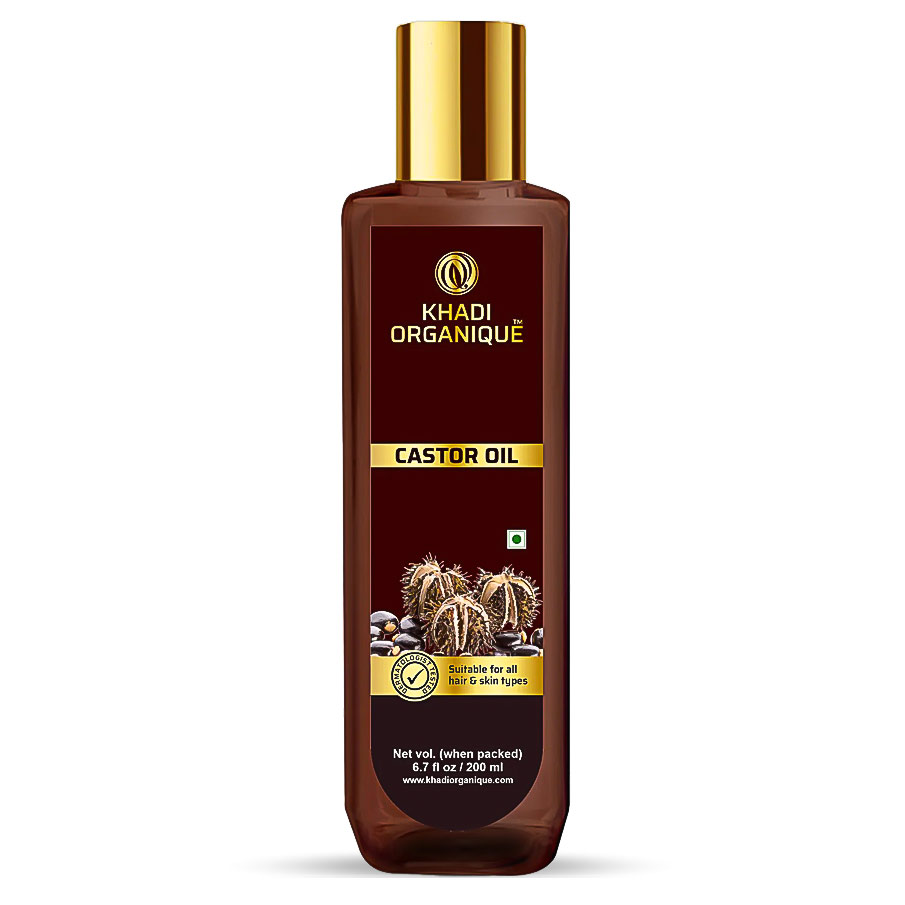 KHADI
ORGANIQUE™
CASTOR OIL
DERMATOLOGIST TESTED
Suitable for all
hair & skin types
Net vol. (when packed)
6.7 fl oz / 200 ml
www.khadiorganique.com